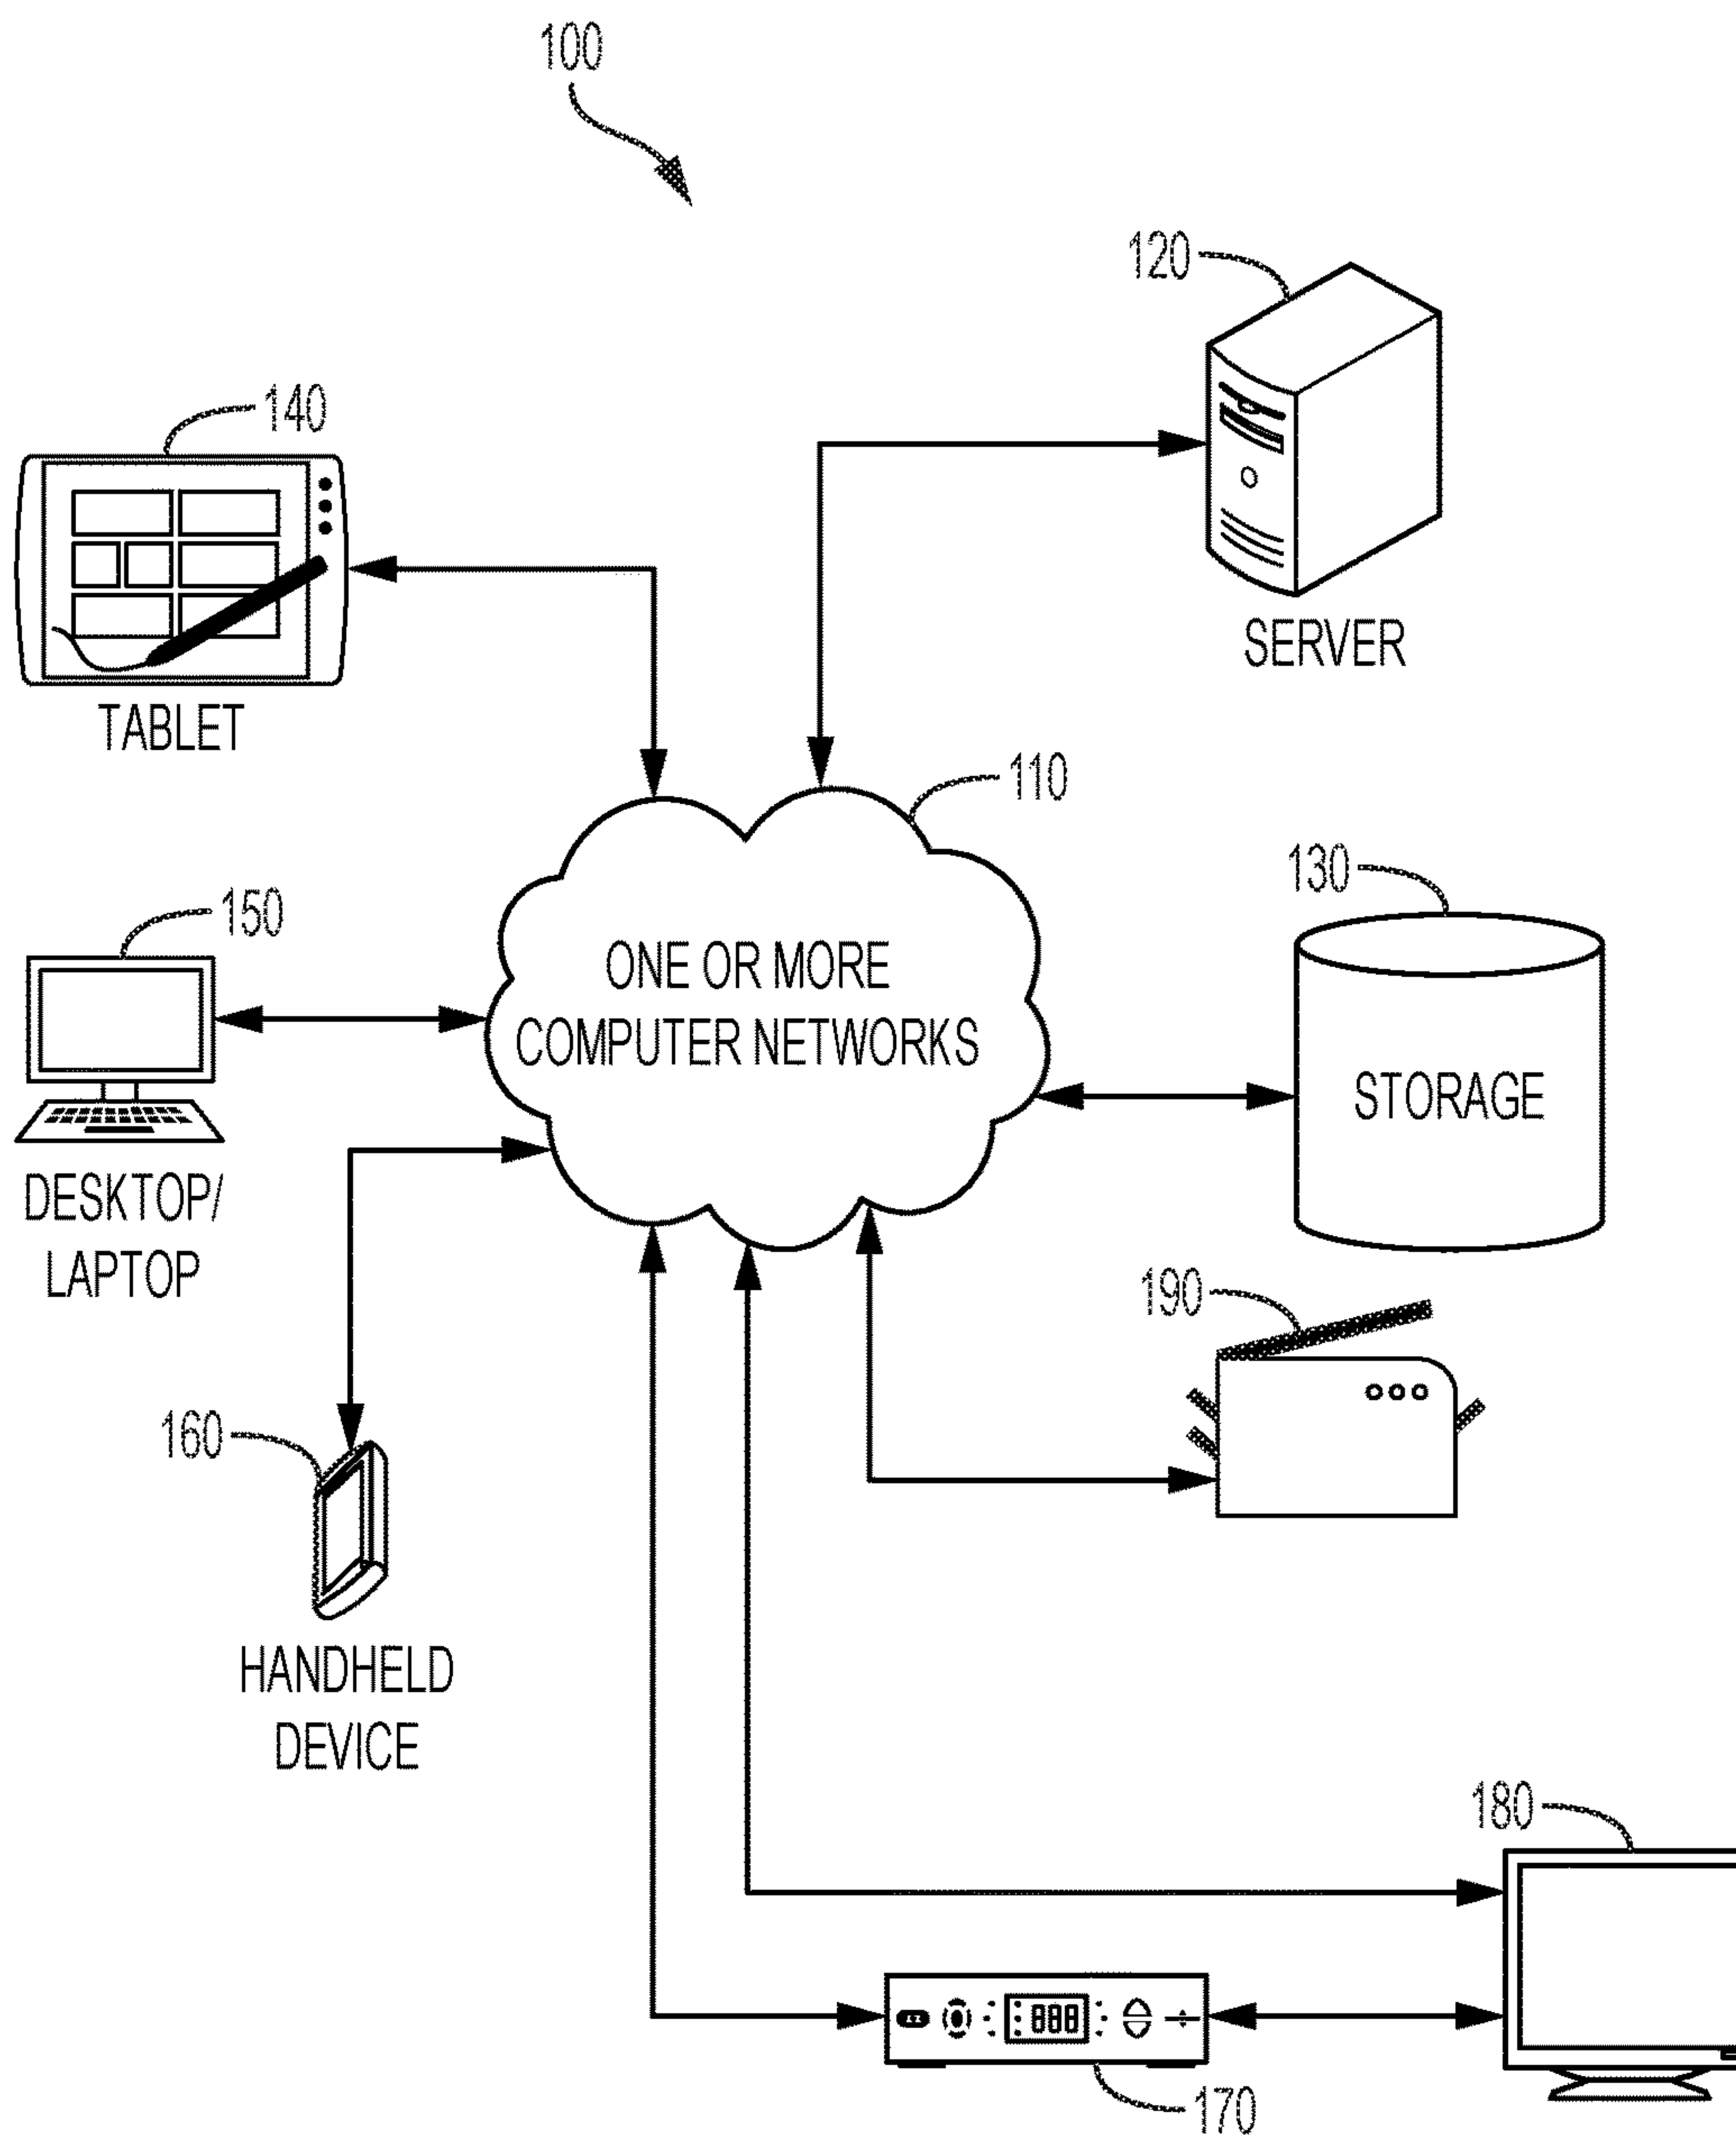 100
120
SERVER
140
TABLET
110
ONE OR MORE
COMPUTER NETWORKS
130
STORAGE
150
DESKTOP/
LAPTOP
190
160
HANDHELD
DEVICE
180
888
170